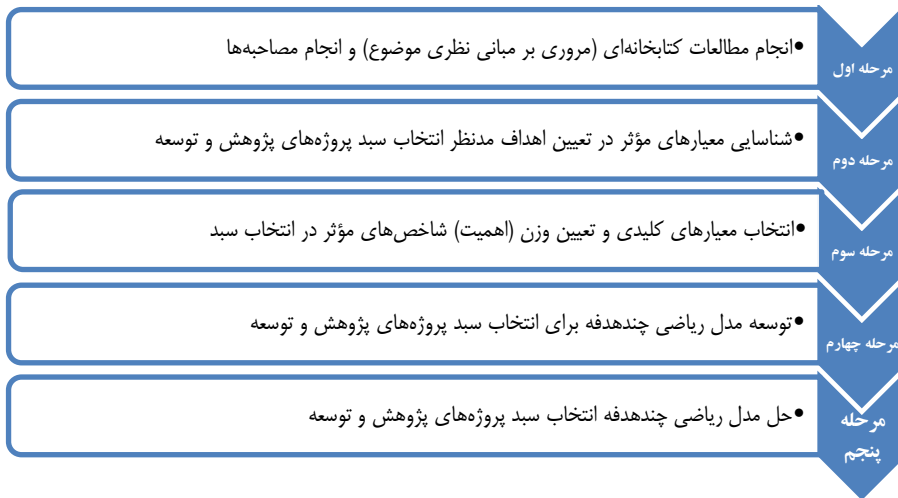 مرحله اول
•انجام مطالعات کتابخانه‌ای (مروری بر مبانی نظری موضوع) و انجام مصاحبه‌ها
مرحله دوم
•شناسایی معیارهای مؤثر در تعیین اهداف مدنظر انتخاب سبد پروژه‌های پژوهش و توسعه
مرحله سوم
•انتخاب معیارهای کلیدی و تعیین وزن (اهمیت) شاخص‌های مؤثر در انتخاب سبد
مرحله چهارم
•توسعه مدل ریاضی چندهدفه برای انتخاب سبد پروژه‌های پژوهش و توسعه
مرحله
پنجم
•حل مدل ریاضی چندهدفه انتخاب سبد پروژه‌های پژوهش و توسعه